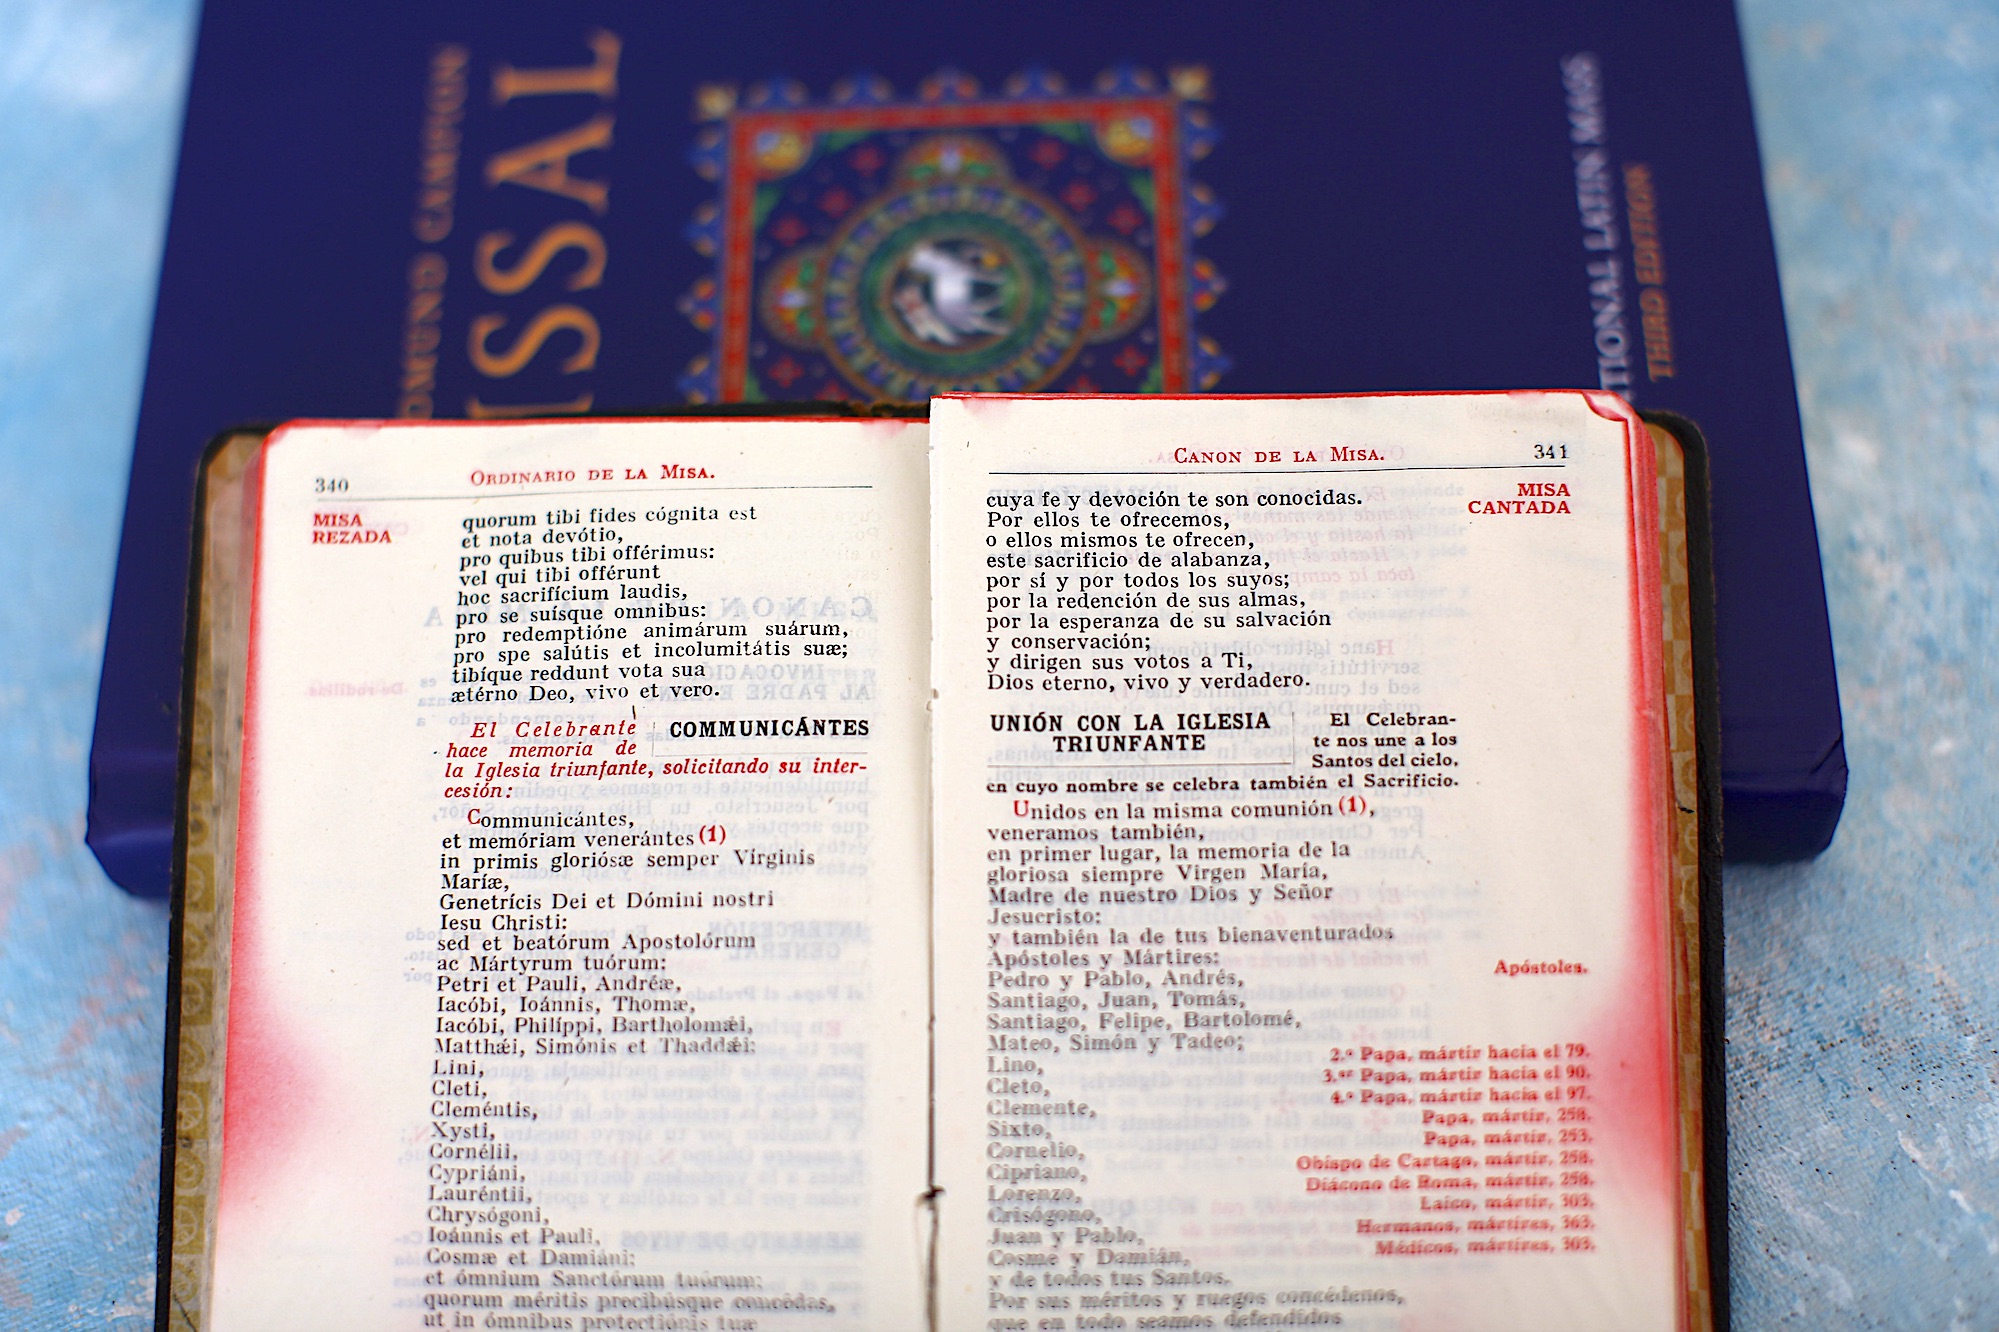 EDMUND CAMPION
MISSAL
TRADITIONAL LATIN MASS
THIRD EDITION
340
ORDINARIO DE LA MISA.
MISA
REZADA
quorum tibi fides cógnita est
et nota devótio,
pro quibus tibi offérimus:
vel qui tibi offérunt
hoc sacrifícium laudis,
pro se suísque omnibus:
pro redemptióne animárum suárum,
pro spe salútis et incolumitátis suæ;
tibíque reddunt vota sua
ætérno Deo, vivo et vero.
El Celebrante
hace memoria de
la Iglesia triunfante, solicitando su inter-
cesión:
COMMUNICÁNTES
Communicántes,
et memóriam venerántes (1)
in primis gloriósæ semper Vírginis
Maríæ,
Genetrícis Dei et Dómini nostri
Iesu Christi:
sed et beatórum Apostolórum
ac Mártyrum tuórum:
Petri et Pauli, Andréæ,
Iacóbi, Ioánnis, Thomæ,
Iacóbi, Philíppi, Bartholomǽi,
Matthǽi, Simónis et Thaddǽi:
Lini,
Cleti,
Cleméntis,
Xysti,
Cornélii,
Cypriáni,
Lauréntii,
Chrysógoni,
Ioánnis et Pauli,
Cosmæ et Damiáni:
et ómnium Sanctórum tuórum:
quorum méritis precibúsque concédas,
ut in ómnibus protectiónis tuæ
CANON DE LA MISA.
341
MISA
CANTADA
cuya fe y devoción te son conocidas.
Por ellos te ofrecemos,
o ellos mismos te ofrecen,
este sacrificio de alabanza,
por sí y por todos los suyos;
por la redención de sus almas,
por la esperanza de su salvación
y conservación;
y dirigen sus votos a Ti,
Dios eterno, vivo y verdadero.
UNIÓN CON LA IGLESIA
TRIUNFANTE
El Celebran-
te nos une a los
Santos del cielo,
en cuyo nombre se celebra también el Sacrificio.
Unidos en la misma comunión (1),
veneramos también,
en primer lugar, la memoria de la
gloriosa siempre Virgen María,
Madre de nuestro Dios y Señor
Jesucristo:
y también la de tus bienaventurados
Apóstoles y Mártires:
Apóstoles.
Pedro y Pablo, Andrés,
Santiago, Juan, Tomás,
Santiago, Felipe, Bartolomé,
Mateo, Simón y Tadeo;
Lino, 2.º Papa, mártir hacia el 79.
Cleto, 3.er Papa, mártir hacia el 90.
Clemente, 4.º Papa, mártir hacia el 97.
Sixto, Papa, mártir, 258.
Cornelio, Papa, mártir, 253.
Cipriano, Obispo de Cartago, mártir, 258.
Lorenzo, Diácono de Roma, mártir, 258.
Crisógono, Laico, mártir, 303.
Juan y Pablo, Hermanos, mártires, 363.
Cosme y Damián, Médicos, mártires, 303.
y de todos tus Santos.
Por sus méritos y ruegos concédenos,
que en todo seamos defendidos